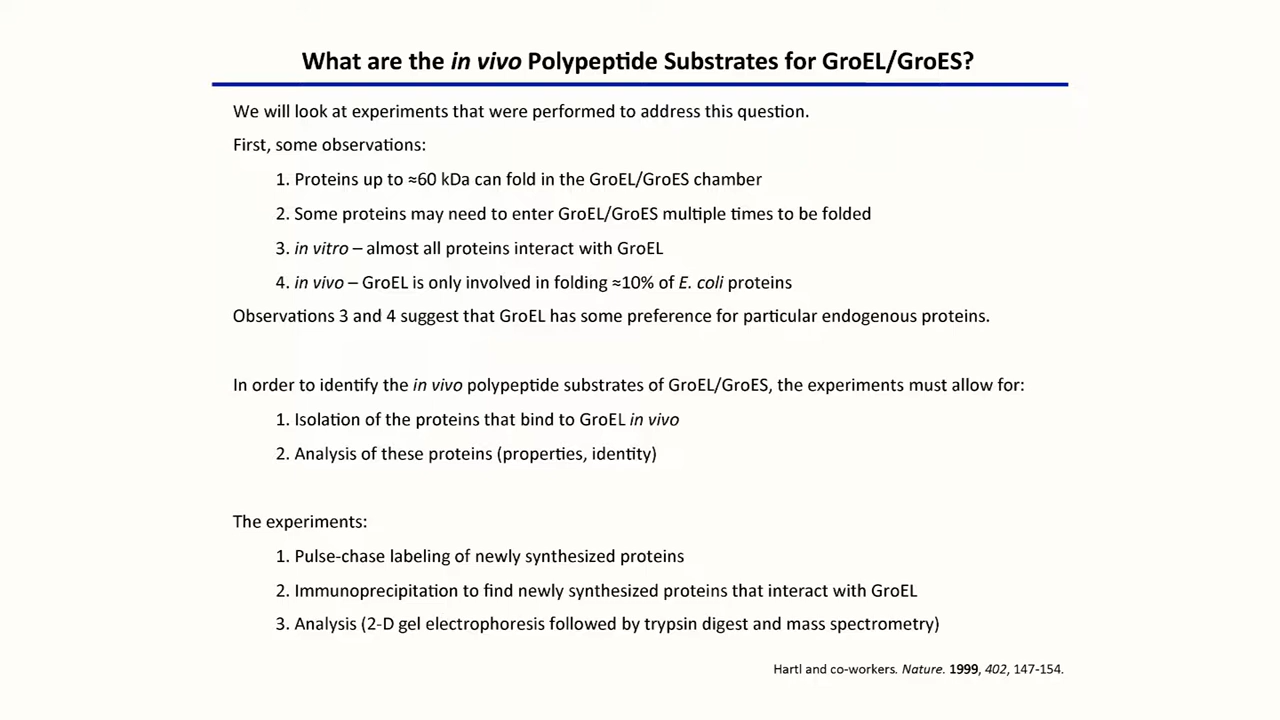 What are the in vivo Polypeptide Substrates for GroEL/GroES?
We will look at experiments that were performed to address this question.
First, some observations:
1. Proteins up to ≈60 kDa can fold in the GroEL/GroES chamber
2. Some proteins may need to enter GroEL/GroES multiple times to be folded
3. in vitro – almost all proteins interact with GroEL
4. in vivo – GroEL is only involved in folding ≈10% of E. coli proteins
Observations 3 and 4 suggest that GroEL has some preference for particular endogenous proteins.
In order to identify the in vivo polypeptide substrates of GroEL/GroES, the experiments must allow for:
1. Isolation of the proteins that bind to GroEL in vivo
2. Analysis of these proteins (properties, identity)
The experiments:
1. Pulse-chase labeling of newly synthesized proteins
2. Immunoprecipitation to find newly synthesized proteins that interact with GroEL
3. Analysis (2-D gel electrophoresis followed by trypsin digest and mass spectrometry)
Hartl and co-workers. Nature. 1999, 402, 147-154.